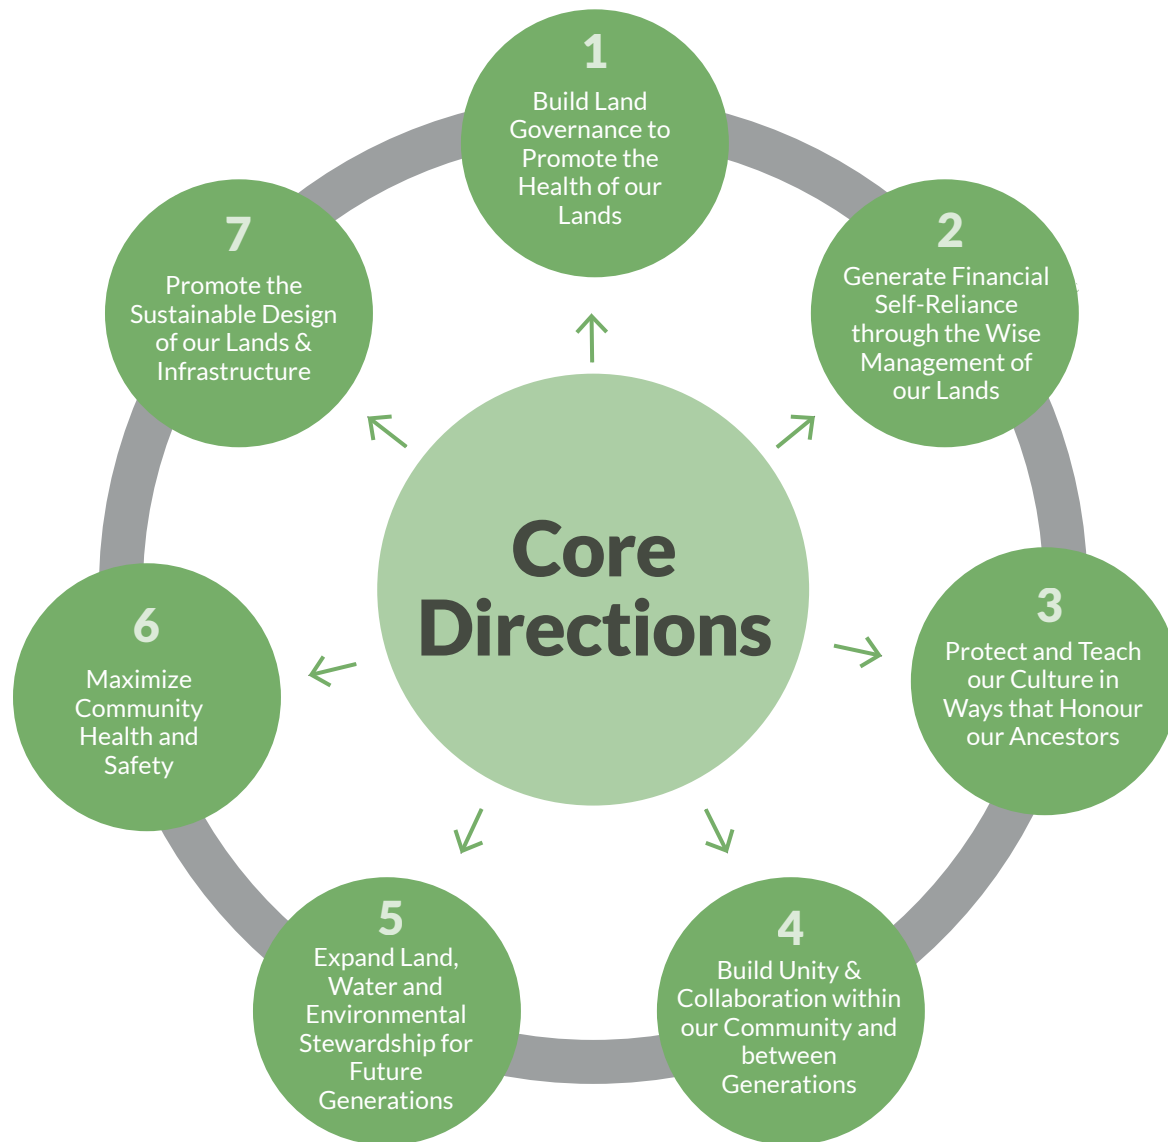 1
Build Land
Governance to
Promote the
Health of our
Lands
2
Generate Financial
Self-Reliance
through the Wise
Management of
our Lands
3
Protect and Teach
our Culture in
Ways that Honour
our Ancestors
4
Build Unity &
Collaboration within
our Community and
between
Generations
5
Expand Land,
Water and
Environmental
Stewardship for
Future
Generations
6
Maximize
Community
Health and
Safety
7
Promote the
Sustainable Design
of our Lands &
Infrastructure
Core
Directions